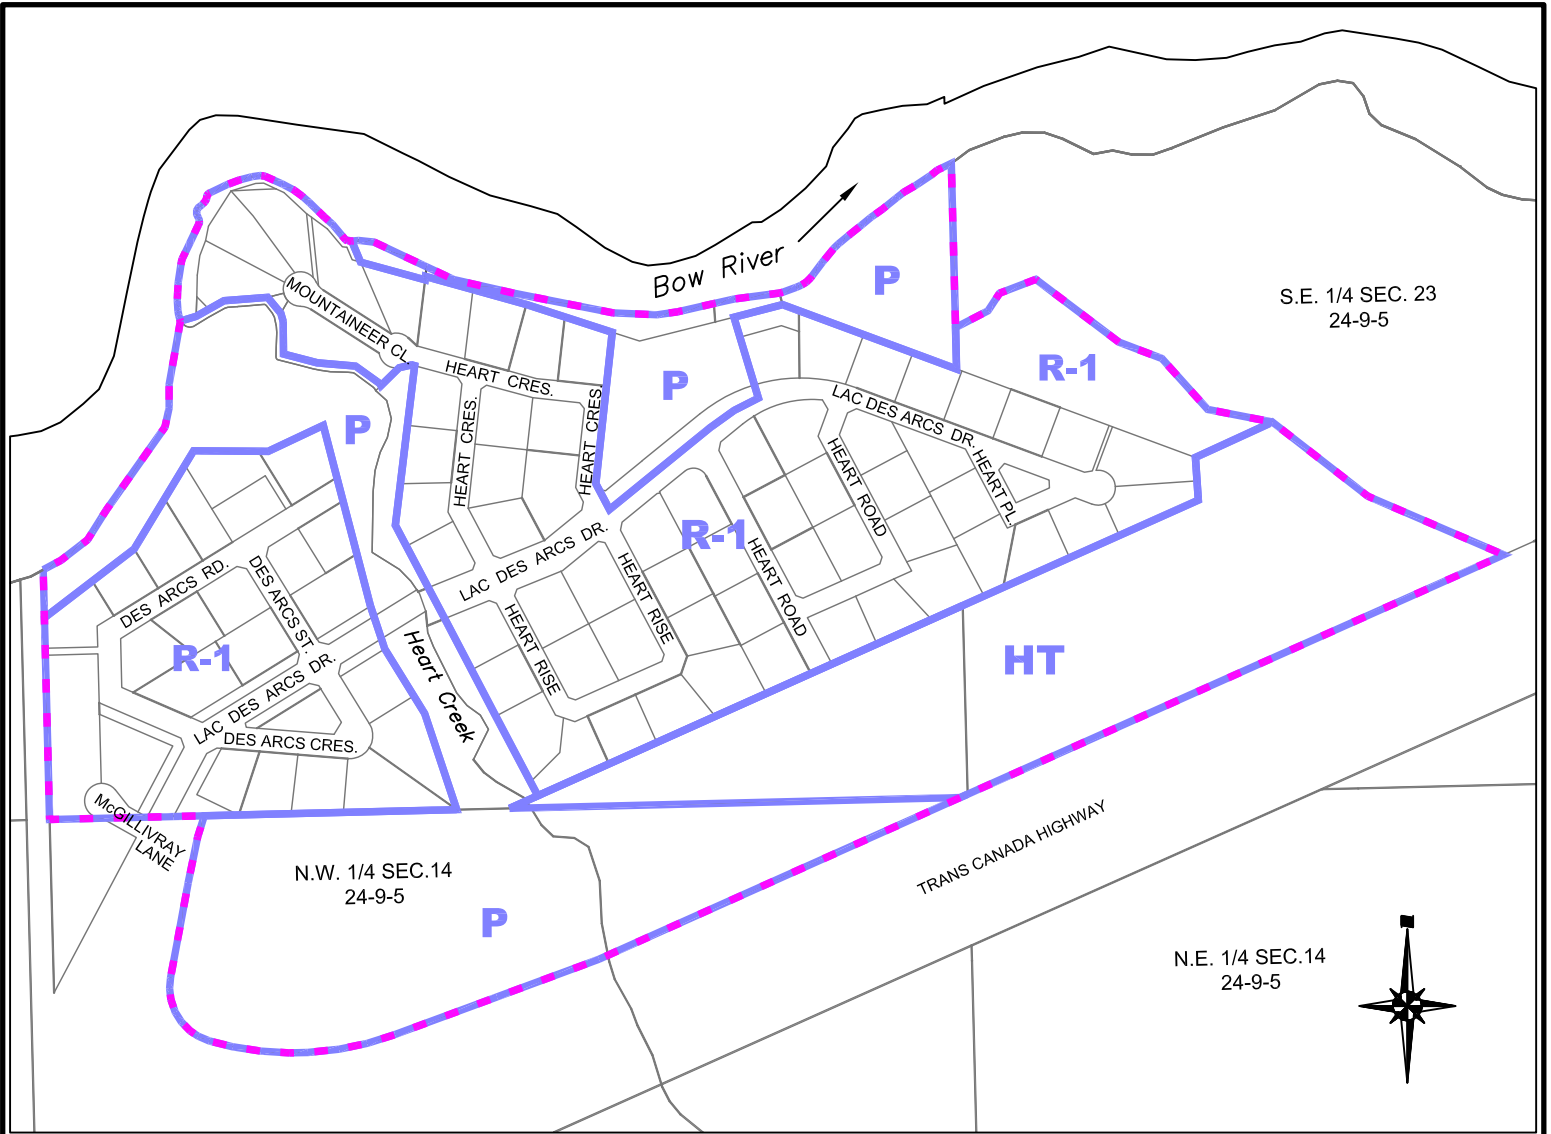 Bow River
P
S.E. 1/4 SEC. 23
24-9-5
MOUNTAINEER CL.
HEART CRES.
R-1
P
LAC DES ARCS DR.
HEART CRES.
HEART CRES.
P
HEART ROAD
HEART PL.
R-1
LAC DES ARCS DR.
HEART ROAD
HEART RISE
HEART RISE
DES ARCS RD.
DES ARCS ST.
R-1
LAC DES ARCS DR.
DES ARCS CRES.
Heart Creek
HT
McGILLIVRAY
LANE
TRANS CANADA HIGHWAY
N.W. 1/4 SEC.14
24-9-5
P
N.E. 1/4 SEC.14
24-9-5